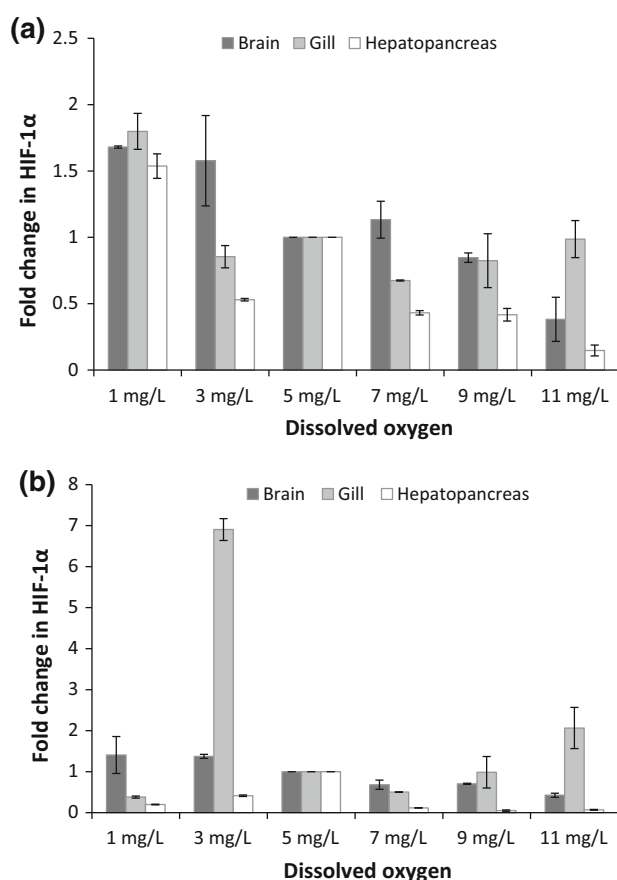 (a)
2.5
Brain Gill Hepatopancreas
2
1.5
1
0.5
0
Fold change in HIF-1α
1 mg/L 3 mg/L 5 mg/L 7 mg/L 9 mg/L 11 mg/L
Dissolved oxygen
(b)
8
Brain Gill Hepatopancreas
7
6
5
4
3
2
1
0
Fold change in HIF-1α
1 mg/L 3 mg/L 5 mg/L 7 mg/L 9 mg/L 11 mg/L
Dissolved oxygen